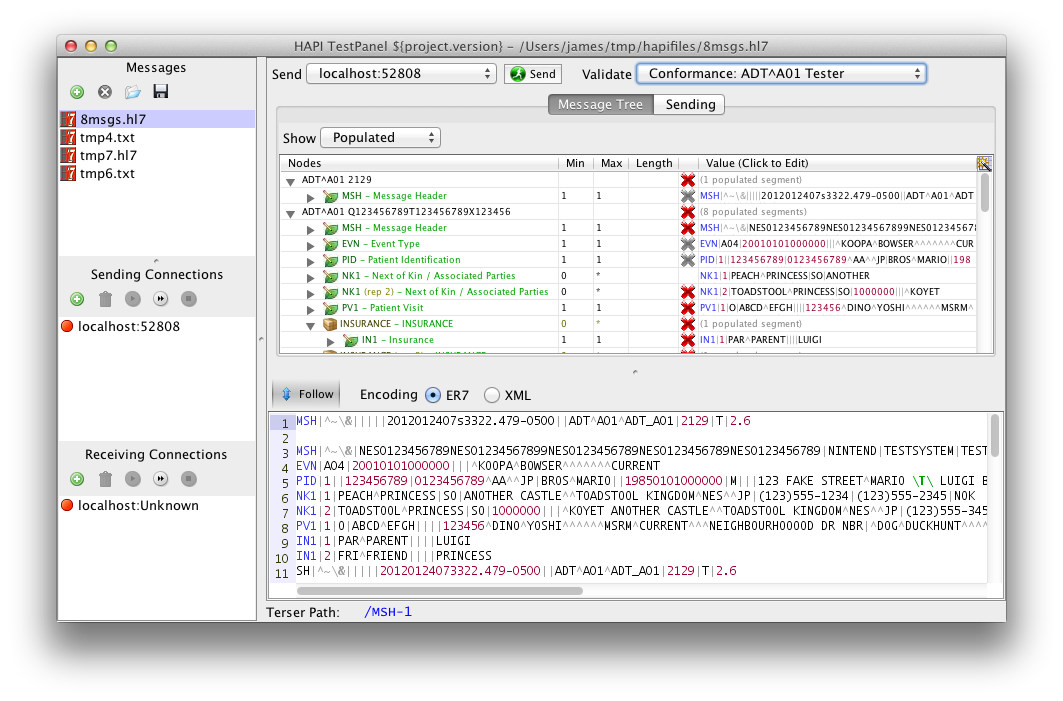 HAPI TestPanel ${project.version} – /Users/james/tmp/hapifiles/8msgs.hl7
Messages
8msgs.hl7
tmp4.txt
tmp7.hl7
tmp6.txt
Sending Connections
localhost:52808
Receiving Connections
localhost:Unknown
Send localhost:52808 Send Validate Conformance: ADT^A01 Tester
Message Tree Sending
Show Populated
Nodes Min Max Length Value (Click to Edit)
ADT^A01 2129 (1 populated segment)
MSH – Message Header 1 1 MSH|^~\&|||||2012012407s3322.479-0500||ADT^A01^ADT
ADT^A01 Q123456789T123456789X123456 (8 populated segments)
MSH – Message Header 1 1 MSH|^~\&|NES0123456789NES01234567899NES0123456789
EVN – Event Type 1 1 EVN|A04|20010101000000|||^KOOPA^BOWSER^^^^^^^CUR
PID – Patient Identification 1 1 PID|1||123456789|0123456789^AA^^JP|BROS^MARIO||198
NK1 – Next of Kin / Associated Parties 0 * NK1|1|PEACH^PRINCESS|SO|ANOTHER
NK1 (rep 2) – Next of Kin / Associated Parties 0 * NK1|2|TOADSTOOL^PRINCESS|SO|1000000|||^KOYET
PV1 – Patient Visit 1 1 PV1|1|O|ABCD^EFGH||||123456^DINO^YOSHI^^^^^^MSRM^
INSURANCE – INSURANCE 0 * (1 populated segment)
IN1 – Insurance 1 1 IN1|1|PAR^PARENT||||LUIGI
Follow Encoding ER7 XML
1 MSH|^~\&|||||2012012407s3322.479-0500||ADT^A01^ADT_A01|2129|T|2.6
2
3 MSH|^~\&|NES0123456789NES0123456789NES0123456789NES0123456789|NINTEND|TESTSYSTEM|TEST
4 EVN|A04|20010101000000|||^KOOPA^BOWSER^^^^^^^CURRENT
5 PID|1||123456789|0123456789^AA^^JP|BROS^MARIO||19850101000000|M|||123 FAKE STREET^MARIO \T\ LUIGI B
6 NK1|1|PEACH^PRINCESS|SO|ANOTHER CASTLE^^TOADSTOOL KINGDOM^NES^^JP|(123)555-1234|(123)555-2345|NOK
7 NK1|2|TOADSTOOL^PRINCESS|SO|1000000|||^KOYET ANOTHER CASTLE^^TOADSTOOL KINGDOM^NES^^JP|(123)555-
8 PV1|1|O|ABCD^EFGH||||123456^DINO^YOSHI^^^^^^MSRM^CURRENT^^^NEIGHBOURHOOOOD DR NBR|^DOG^DUCKHUNT^^^^
9 IN1|1|PAR^PARENT||||LUIGI
10 IN1|2|FRI^FRIEND||||PRINCESS
11 SH|^~\&|||||20120124073322.479-0500||ADT^A01^ADT_A01|2129|T|2.6
Terser Path: /MSH-1